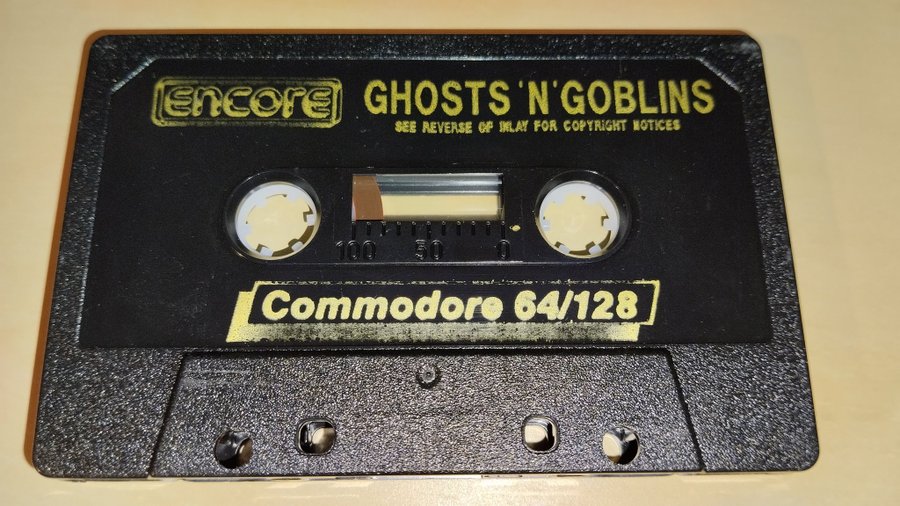 encore
GHOSTS 'N' GOBLINS
SEE REVERSE OF INLAY FOR COPYRIGHT NOTICES
100 50 0
Commodore 64/128